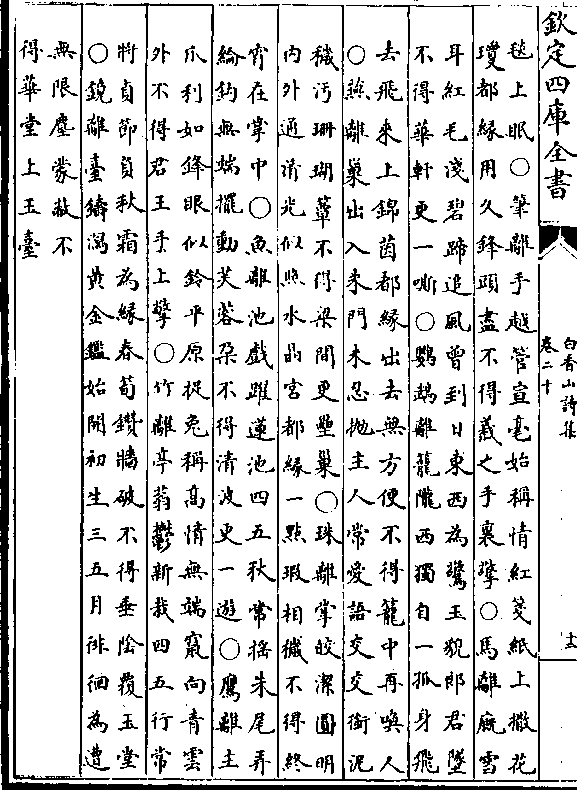 欽定四庫全書
白香山詩集
卷二十
毯上眠○筆離手越管宣毫始稱情紅箋紙上撒花
瓊都緣用久鋒頭盡不得羲之手裏擎○馬離廐雪
耳紅毛淺碧蹄追風曾到日東西為驚玉貌郎君墜
不得華軒更一嘶○鸚鵡離籠隴西獨自一孤身飛
去飛來上錦茵都緣出去無方便不得籠中再喚人
○燕離巢出入朱門未忍拋主人常愛語交交銜泥
穢汚珊瑚簟不得梁間更壘巢○珠離掌皎潔圓明
内外通清光似照水晶宮都緣一點瑕相穢不得終
宵在掌中○魚離池戲躍蓮池四五秋常搖朱尾弄
綸鈎無端擺動芙蓉朶不得清波更一遊○鷹離主
爪利如鋒眼似鈴平原捉兔稱髙情無端竄向青雲
外不得君王手上擎○竹離亭蓊鬱新栽四五行常
將貞節負秋霜為緣春筍鑽牆破不得垂陰覆玉堂
○鏡離臺鑄瀉黄金鑑始開初生三五月徘徊為遭
無限塵蒙蔽不
得華堂上玉臺